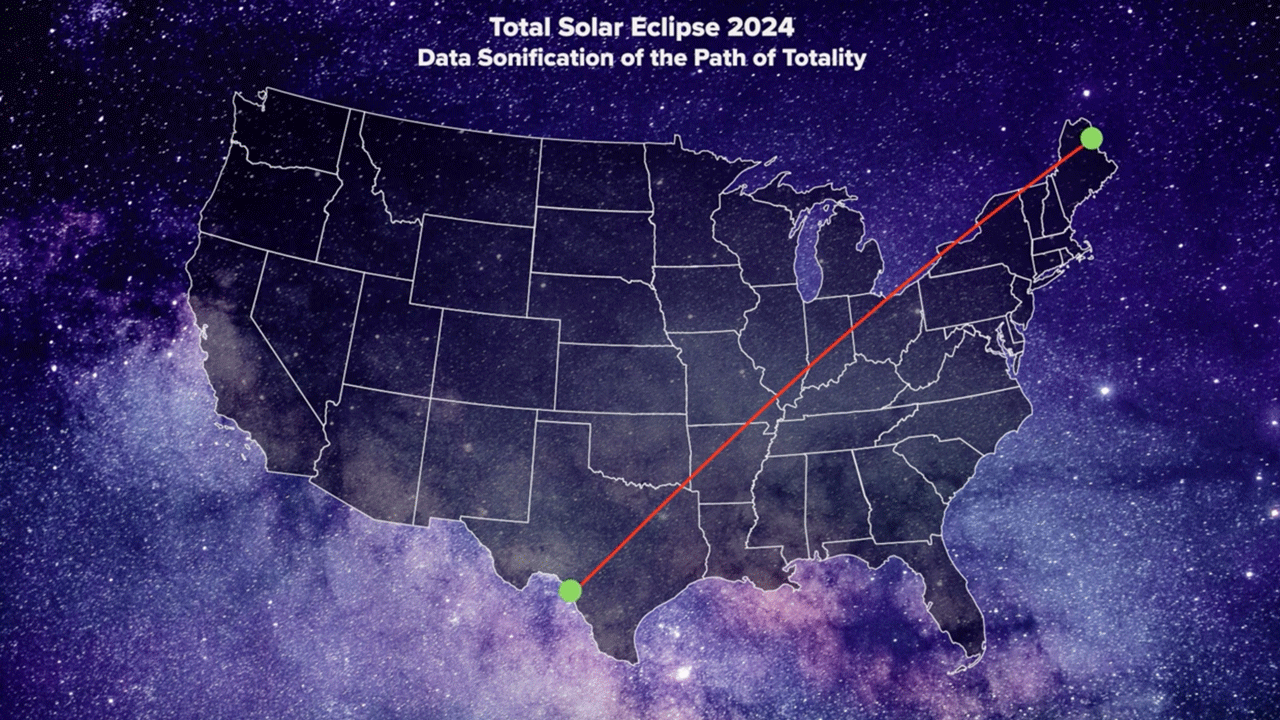 Total Solar Eclipse 2024
Data Sonification of the Path of Totality